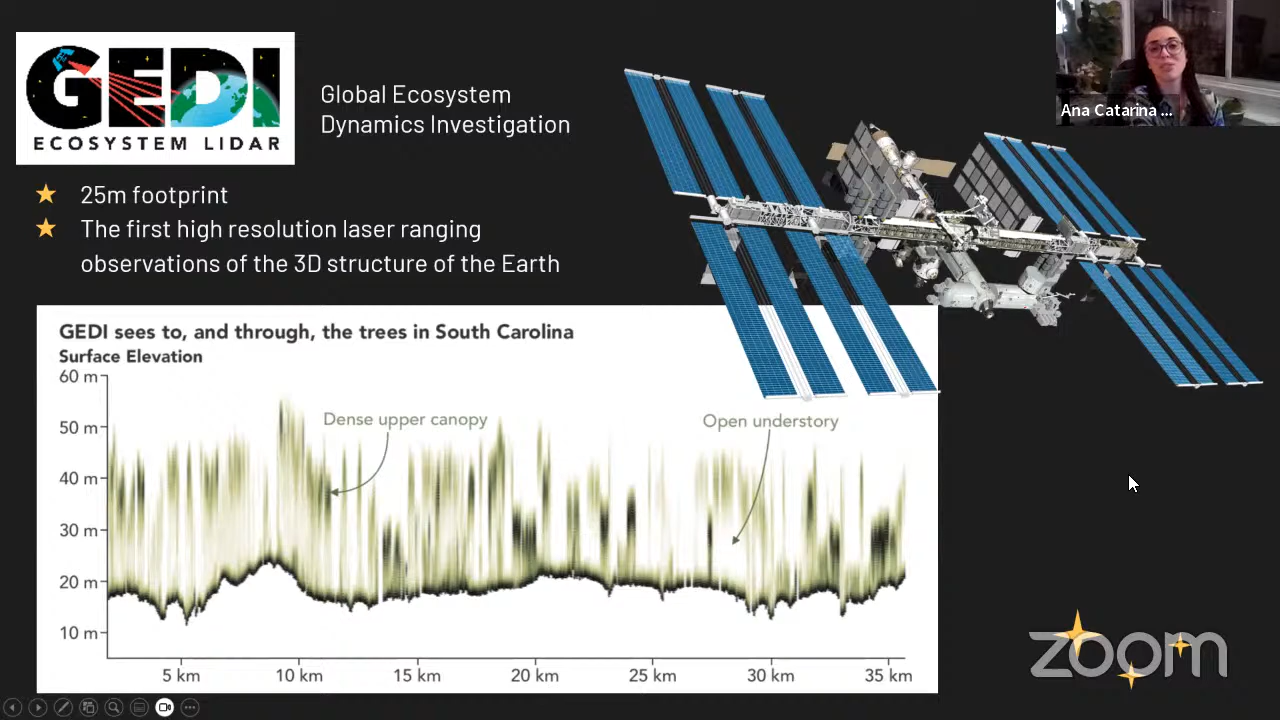 GEDI
ECOSYSTEM LIDAR
Global Ecosystem
Dynamics Investigation
Ana Catarina ...
25m footprint
The first high resolution laser ranging
observations of the 3D structure of the Earth
GEDI sees to, and through, the trees in South Carolina
Surface Elevation
60 m
50 m
40 m
30 m
20 m
10 m
Dense upper canopy
Open understory
5 km
10 km
15 km
20 km
25 km
30 km
35 km
zoom